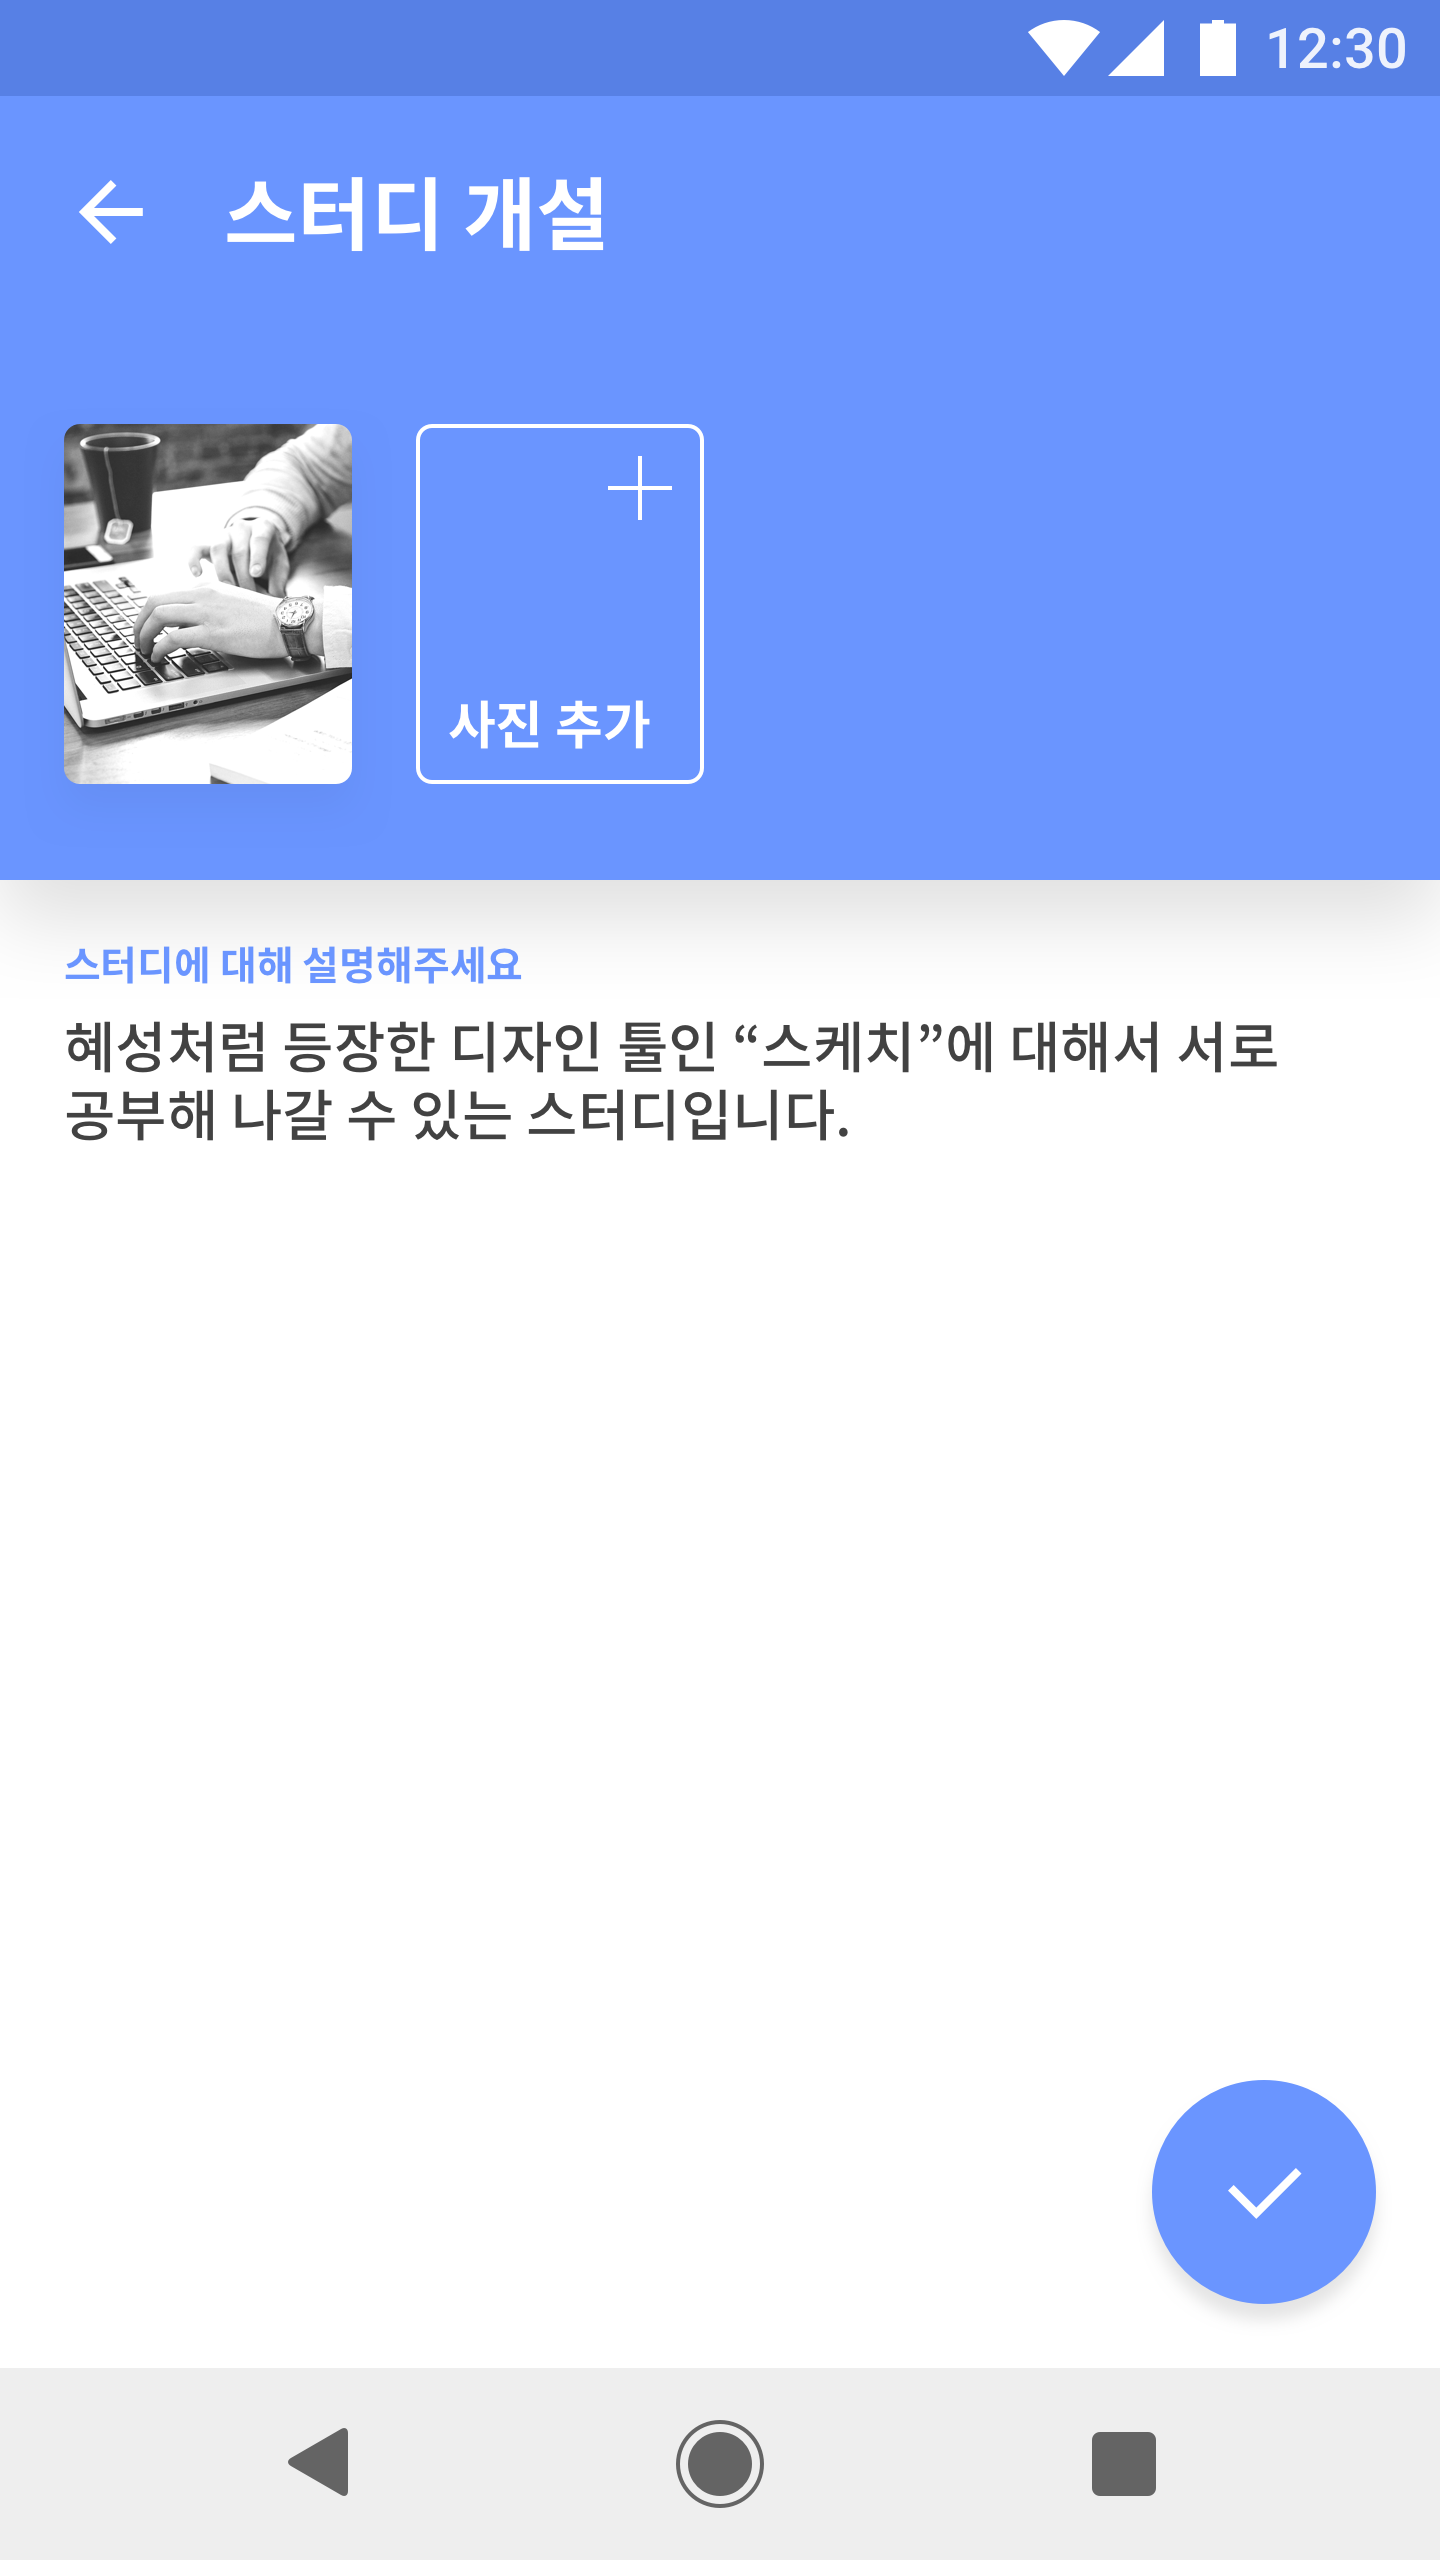 12:30
스터디 개설
사진 추가
스터디에 대해 설명해주세요
혜성처럼 등장한 디자인 툴인 “스케치”에 대해서 서로
공부해 나갈 수 있는 스터디입니다.